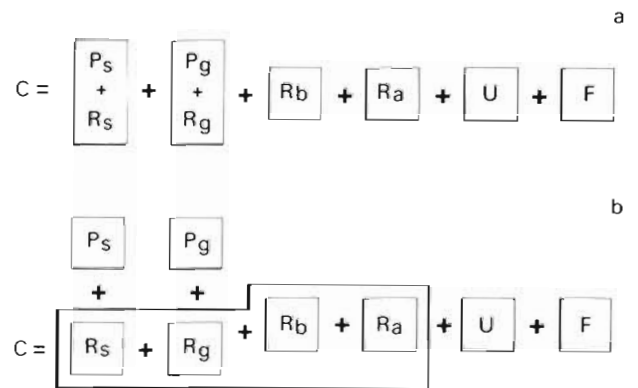 a
C = Ps + Rs + Pg + Rg + Rb + Ra + U + F
b
Ps Pg
+ +
C = Rs + Rg + Rb + Ra + U + F